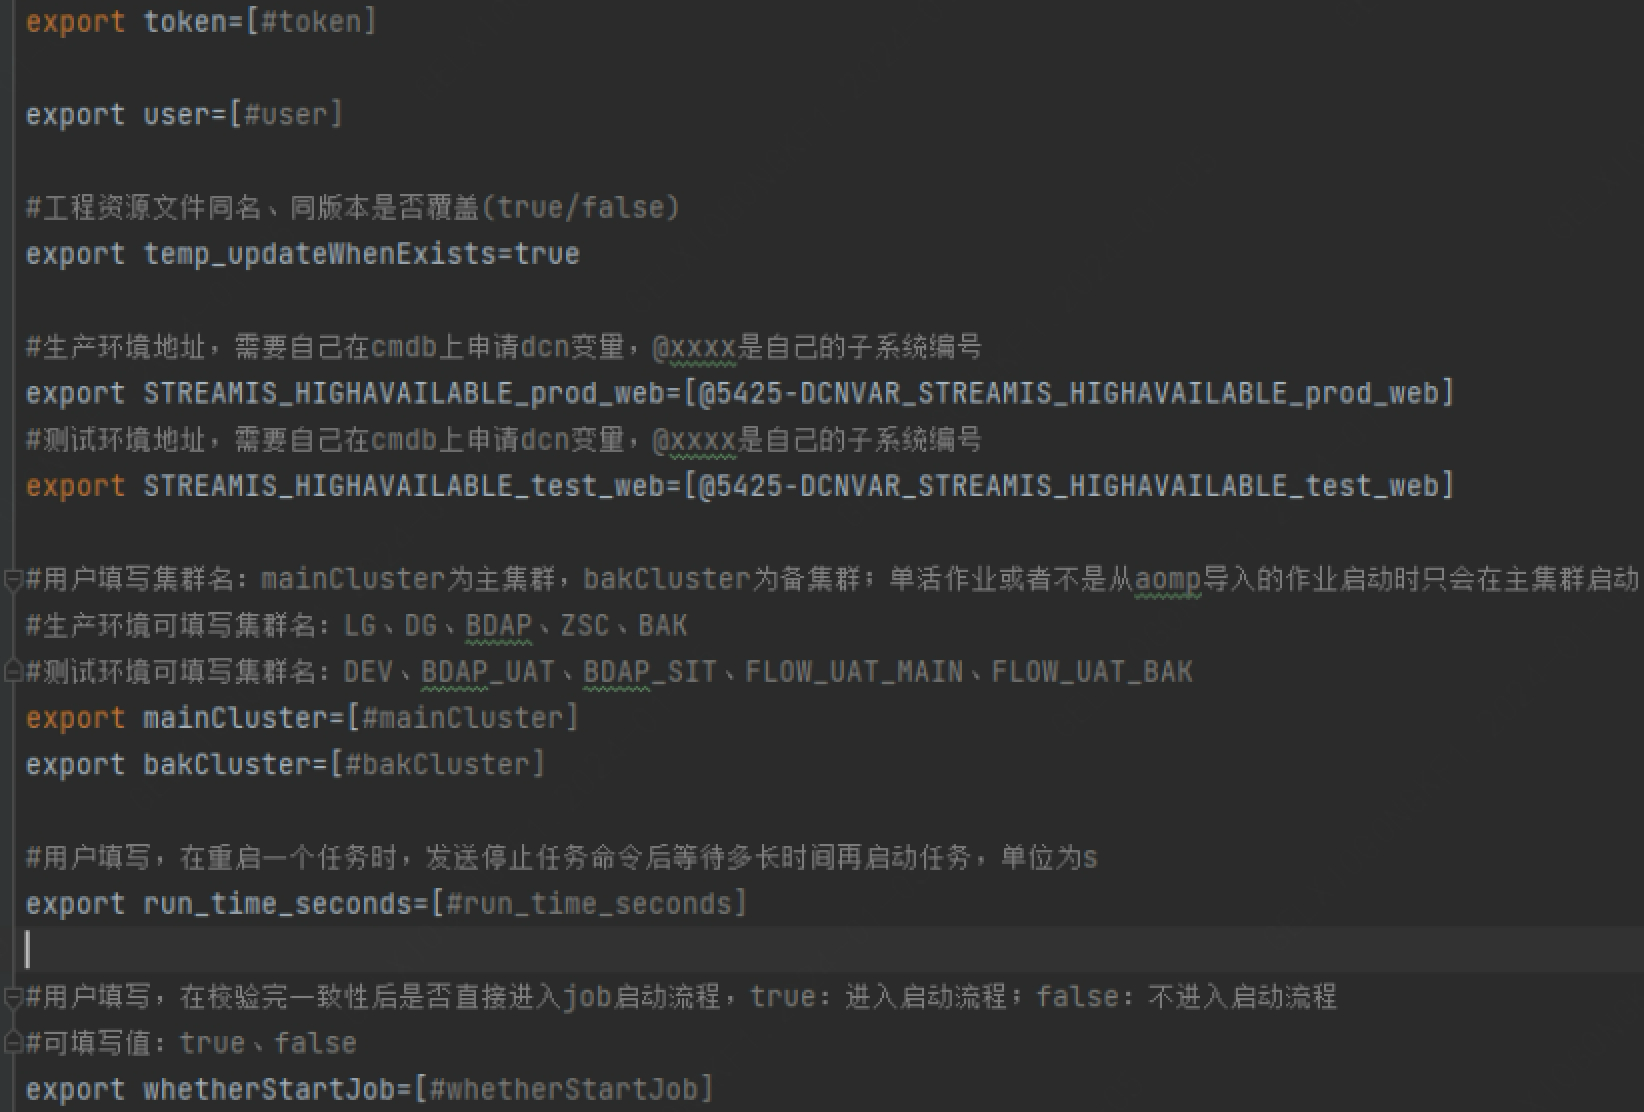 export token=[#token]
export user=[#user]
#工程资源文件同名、同版本是否覆盖(true/false)
export temp_updateWhenExists=true
#生产环境地址，需要自己在cmdb上申请dcn变量，@xxxx是自己的子系统编号
export STREAMIS_HIGHAVAILABLE_prod_web=[@5425-DCNVAR_STREAMIS_HIGHAVAILABLE_prod_web]
#测试环境地址，需要自己在cmdb上申请dcn变量，@xxxx是自己的子系统编号
export STREAMIS_HIGHAVAILABLE_test_web=[@5425-DCNVAR_STREAMIS_HIGHAVAILABLE_test_web]
#用户填写集群名：mainCluster为主集群，bakCluster为备集群；单活作业或者不是从aomp导入的作业启动时只会在主集群启动
#生产环境可填写集群名：LG、DG、BDAP、ZSC、BAK
#测试环境可填写集群名：DEV、BDAP_UAT、BDAP_SIT、FLOW_UAT_MAIN、FLOW_UAT_BAK
export mainCluster=[#mainCluster]
export bakCluster=[#bakCluster]
#用户填写，在重启一个任务时，发送停止任务命令后等待多长时间再启动任务，单位为s
export run_time_seconds=[#run_time_seconds]
#用户填写，在校验完一致性后是否直接进入job启动流程，true：进入启动流程；false：不进入启动流程
#可填写值：true、false
export whetherStartJob=[#whetherStartJob]